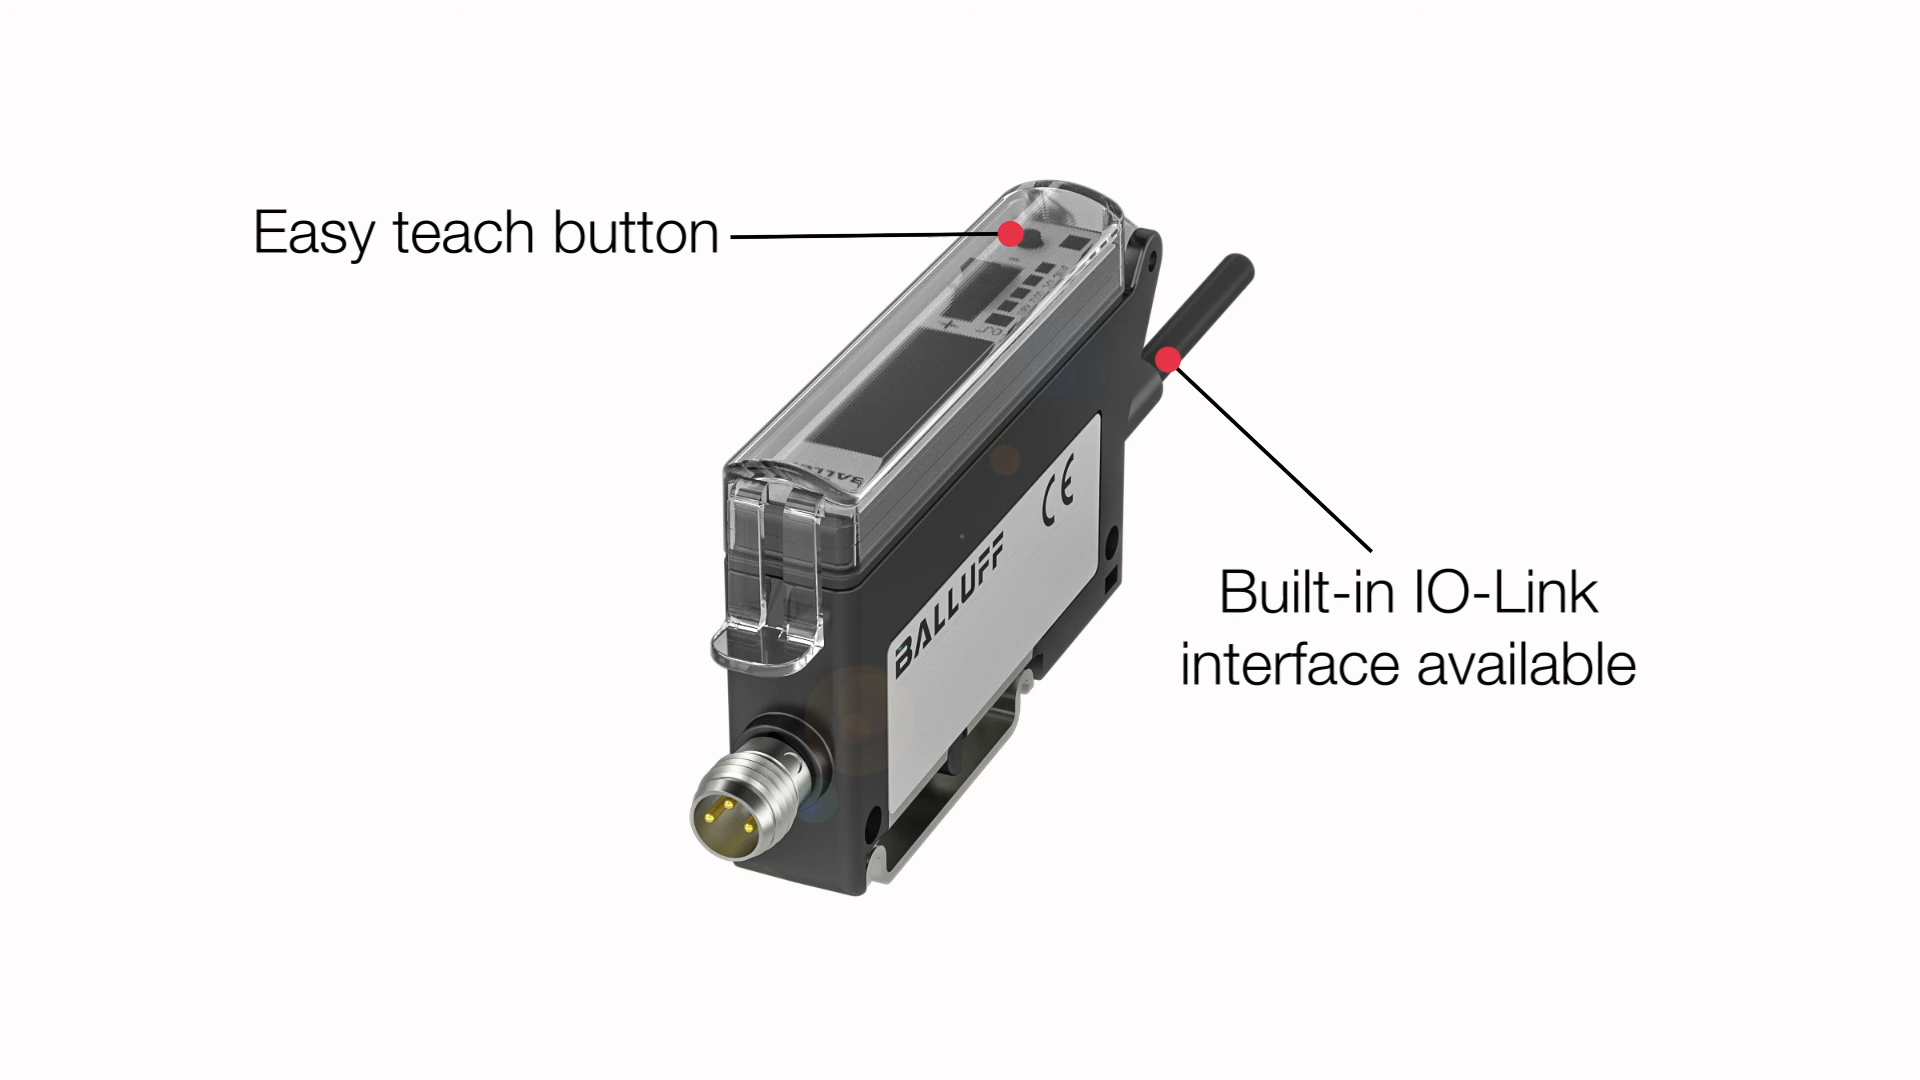 Easy teach button
BALLUFF
CE
Built-in IO-Link
interface available